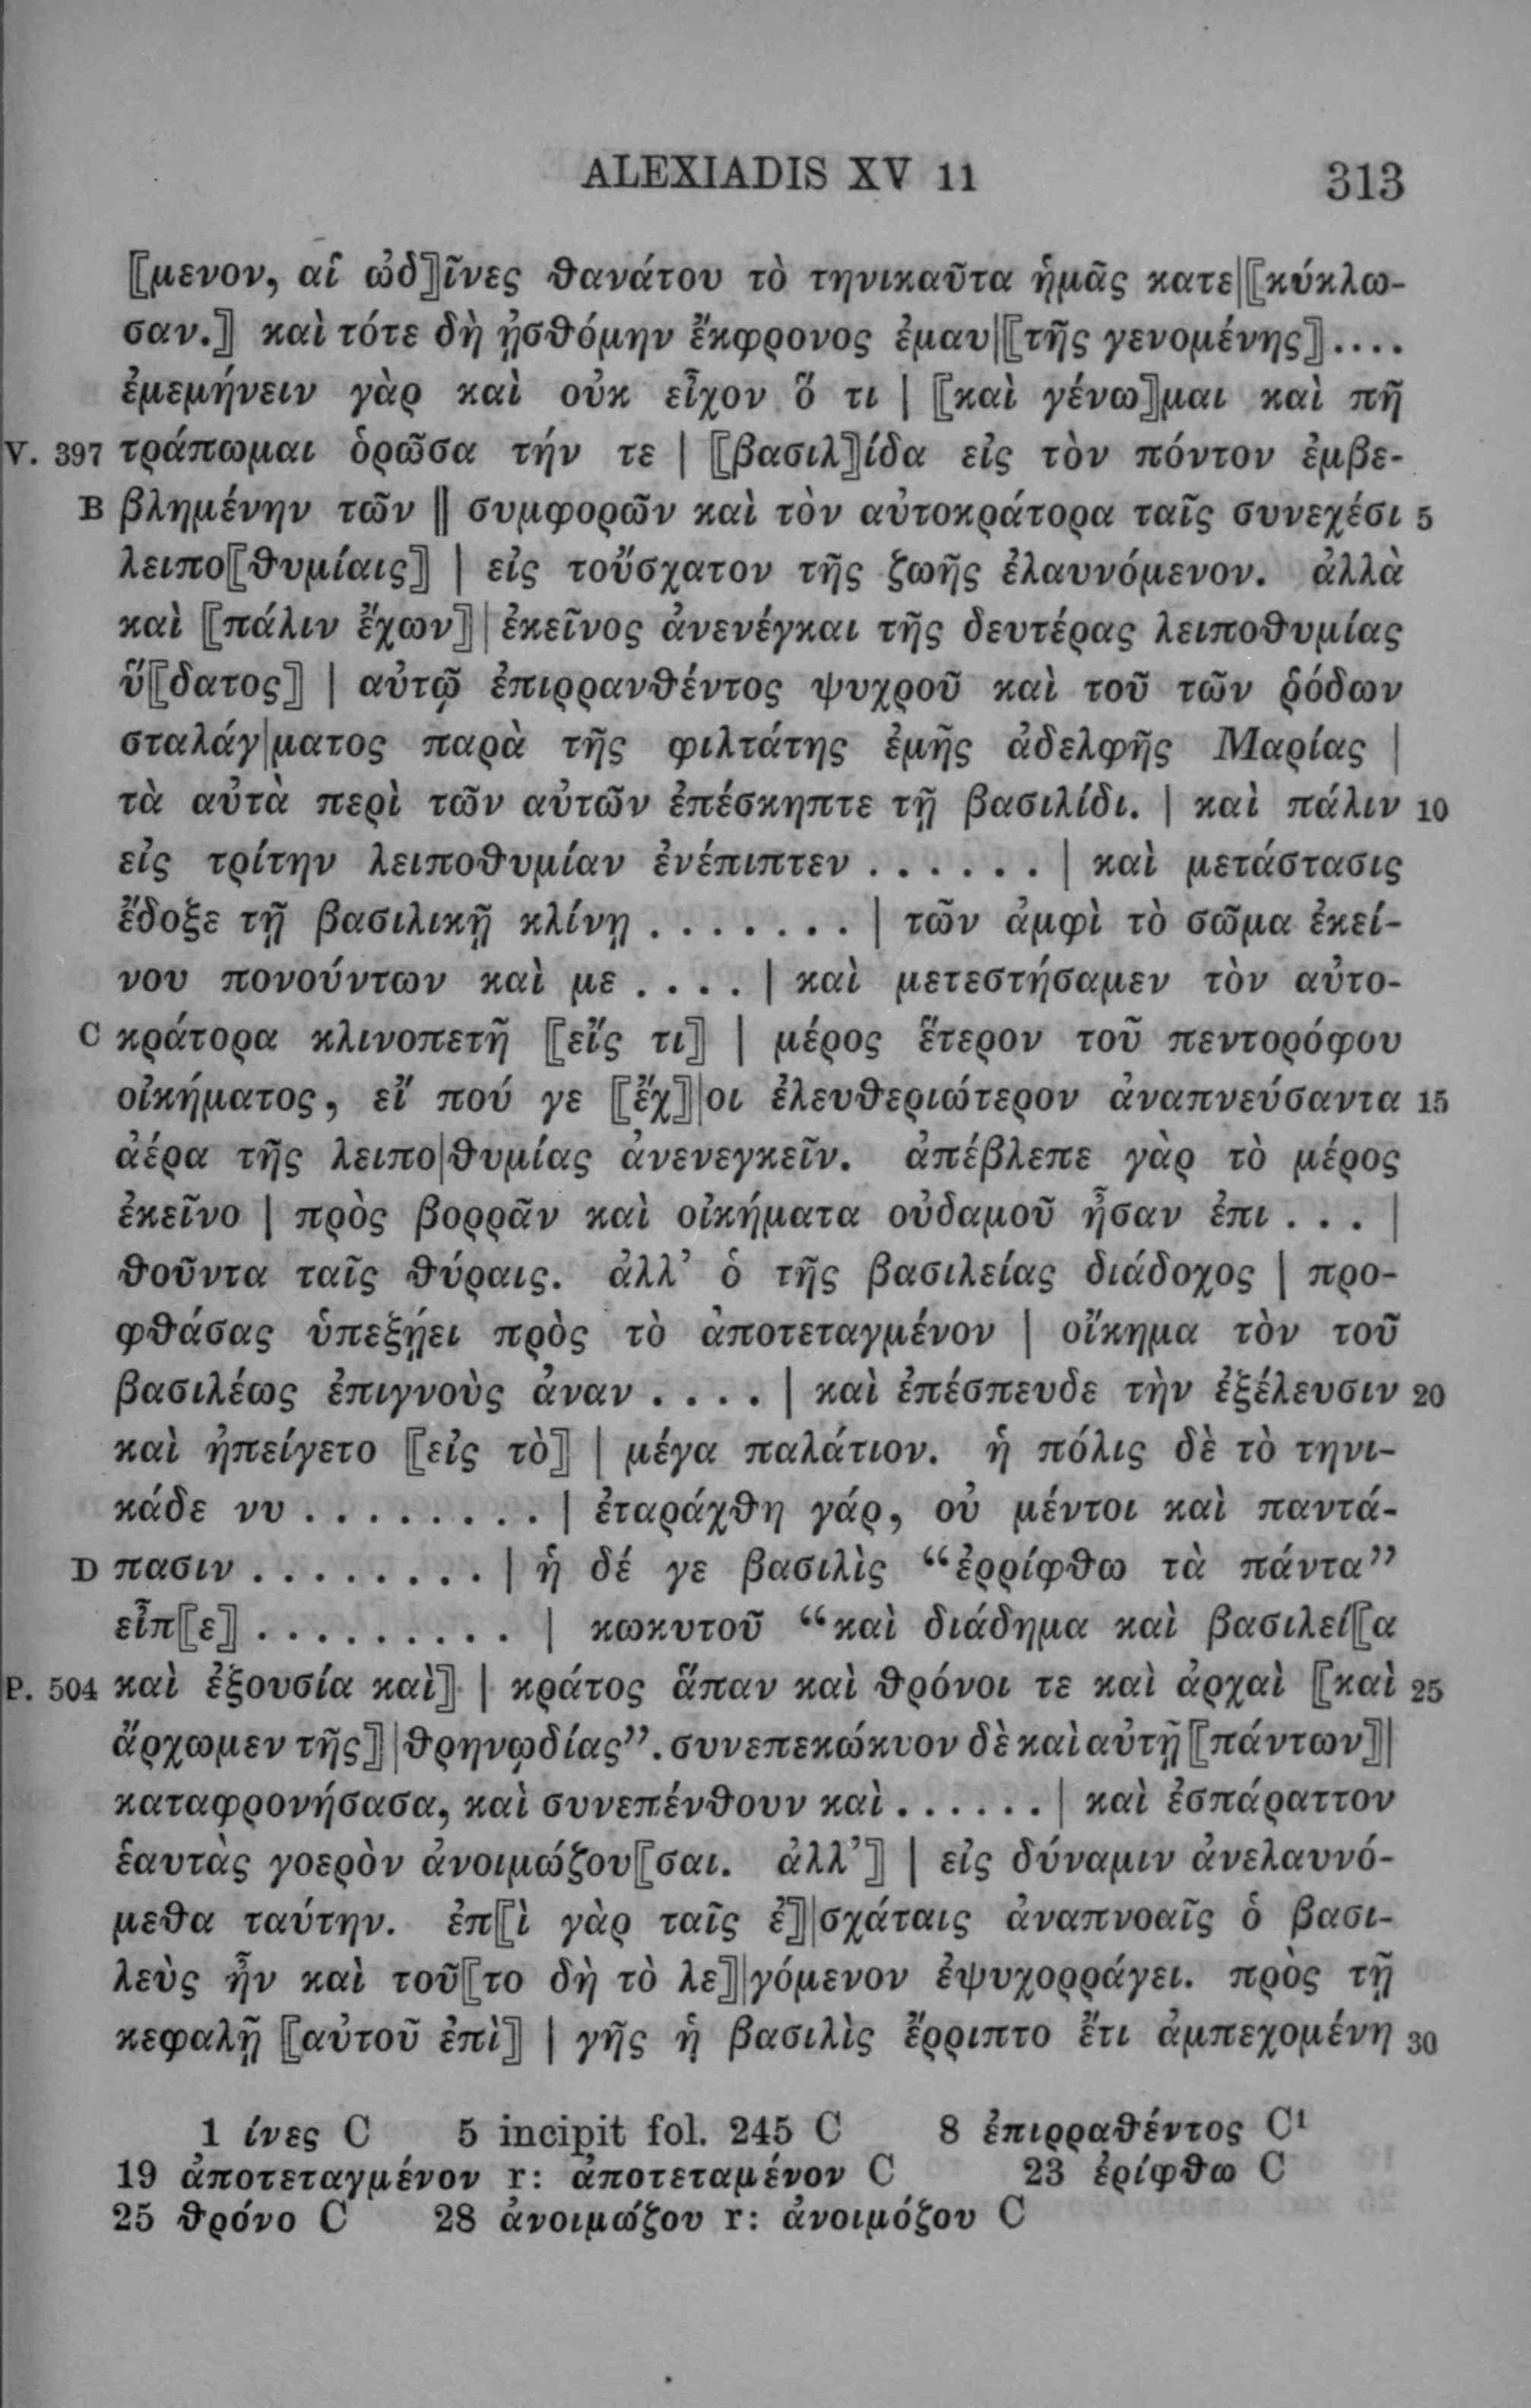 ALEXIADIS XV 11 313
⟦μενον, αἱ ὠδ⟧ῖνες θανάτου τὸ τηνικαῦτα ἡμᾶς κατε|⟦κύκλω-
σαν.⟧ καὶ τότε δὴ ᾐσθόμην ἔκφρονος ἐμαυ|⟦τῆς γενομένης⟧....
ἐμεμήνειν γὰρ καὶ οὐκ εἶχον ὅ τι | ⟦καὶ γένω⟧μαι καὶ πῆ
V. 397 τράπωμαι ὁρῶσα τήν τε | ⟦βασιλ⟧ίδα εἰς τὸν πόντον ἐμβε-
B βλημένην τῶν || συμφορῶν καὶ τὸν αὐτοκράτορα ταῖς συνεχέσι 5
λειπο⟦θυμίαις⟧ | εἰς τοὔσχατον τῆς ζωῆς ἐλαυνόμενον. ἀλλὰ
καὶ ⟦πάλιν ἔχων⟧| ἐκεῖνος ἀνενέγκαι τῆς δευτέρας λειποθυμίας
ὕ⟦δατος⟧ | αὐτῷ ἐπιρρανθέντος ψυχροῦ καὶ τοῦ τῶν ῥόδων
σταλάγ|ματος παρὰ τῆς φιλτάτης ἐμῆς ἀδελφῆς Μαρίας |
τὰ αὐτὰ περὶ τῶν αὐτῶν ἐπέσκηπτε τῇ βασιλίδι. | καὶ πάλιν 10
εἰς τρίτην λειποθυμίαν ἐνέπιπτεν . . . . . . | καὶ μετάστασις
ἔδοξε τῇ βασιλικῇ κλίνῃ . . . . . . . | τῶν ἀμφὶ τὸ σῶμα ἐκεί-
νου πονούντων καὶ με . . . . | καὶ μετεστήσαμεν τὸν αὐτο-
C κράτορα κλινοπετῆ ⟦εἴς τι⟧ | μέρος ἕτερον τοῦ πεντορόφου
οἰκήματος, εἴ πού γε ⟦ἔχ⟧|οι ἐλευθεριώτερον ἀναπνεύσαντα 15
ἀέρα τῆς λειπο|θυμίας ἀνενεγκεῖν. ἀπέβλεπε γὰρ τὸ μέρος
ἐκεῖνο | πρὸς βορρᾶν καὶ οἰκήματα οὐδαμοῦ ἦσαν ἐπι . . . |
θοῦντα ταῖς θύραις. ἀλλ’ ὁ τῆς βασιλείας διάδοχος | προ-
φθάσας ὑπεξῄει πρὸς τὸ ἀποτεταγμένον | οἴκημα τὸν τοῦ
βασιλέως ἐπιγνοὺς ἀναν . . . . | καὶ ἐπέσπευδε τὴν ἐξέλευσιν 20
καὶ ἠπείγετο ⟦εἰς τὸ⟧ | μέγα παλάτιον. ἡ πόλις δὲ τὸ τηνι-
κάδε νυ . . . . . . . . . | ἐταράχθη γάρ, οὐ μέντοι καὶ παντά-
D πασιν . . . . . . . . . | ἡ δέ γε βασιλὶς “ἐρρίφθω τὰ πάντα”
εἶπ⟦ε⟧ . . . . . . . . . . | κωκυτοῦ “καὶ διάδημα καὶ βασιλεί⟦α
P. 504 καὶ ἐξουσία καὶ⟧ | κράτος ἅπαν καὶ θρόνοι τε καὶ ἀρχαὶ ⟦καὶ 25
ἄρχωμεν τῆς⟧|θρηνῳδίας”. συνεπεκώκυον δὲ καὶ αὐτῇ⟦πάντων⟧|
καταφρονήσασα, καὶ συνεπένθουν καὶ . . . . . . | καὶ ἐσπάραττον
ἑαυτὰς γοερὸν ἀνοιμώζου⟦σαι. ἀλλ’⟧ | εἰς δύναμιν ἀνελαυνό-
μεθα ταύτην. ἐπ⟦ὶ γὰρ ταῖς ἐ⟧|σχάταις ἀναπνοαῖς ὁ βασι-
λεὺς ἦν καὶ τοῦ⟦το δὴ τὸ λε⟧|γόμενον ἐψυχορράγει. πρὸς τῇ
κεφαλῇ ⟦αὐτοῦ ἐπὶ⟧ | γῆς ἡ βασιλὶς ἔρριπτο ἔτι ἀμπεχομένη 30
1 ίνες C 5 incipit fol. 245 C 8 ἐπιρραθέντος C¹
19 ἀποτεταγμένον r: ἀποτεταμένον C 23 ἐρίφθω C
25 θρόνο C 28 ἀνοιμώζου r: ἀνοιμόζου C